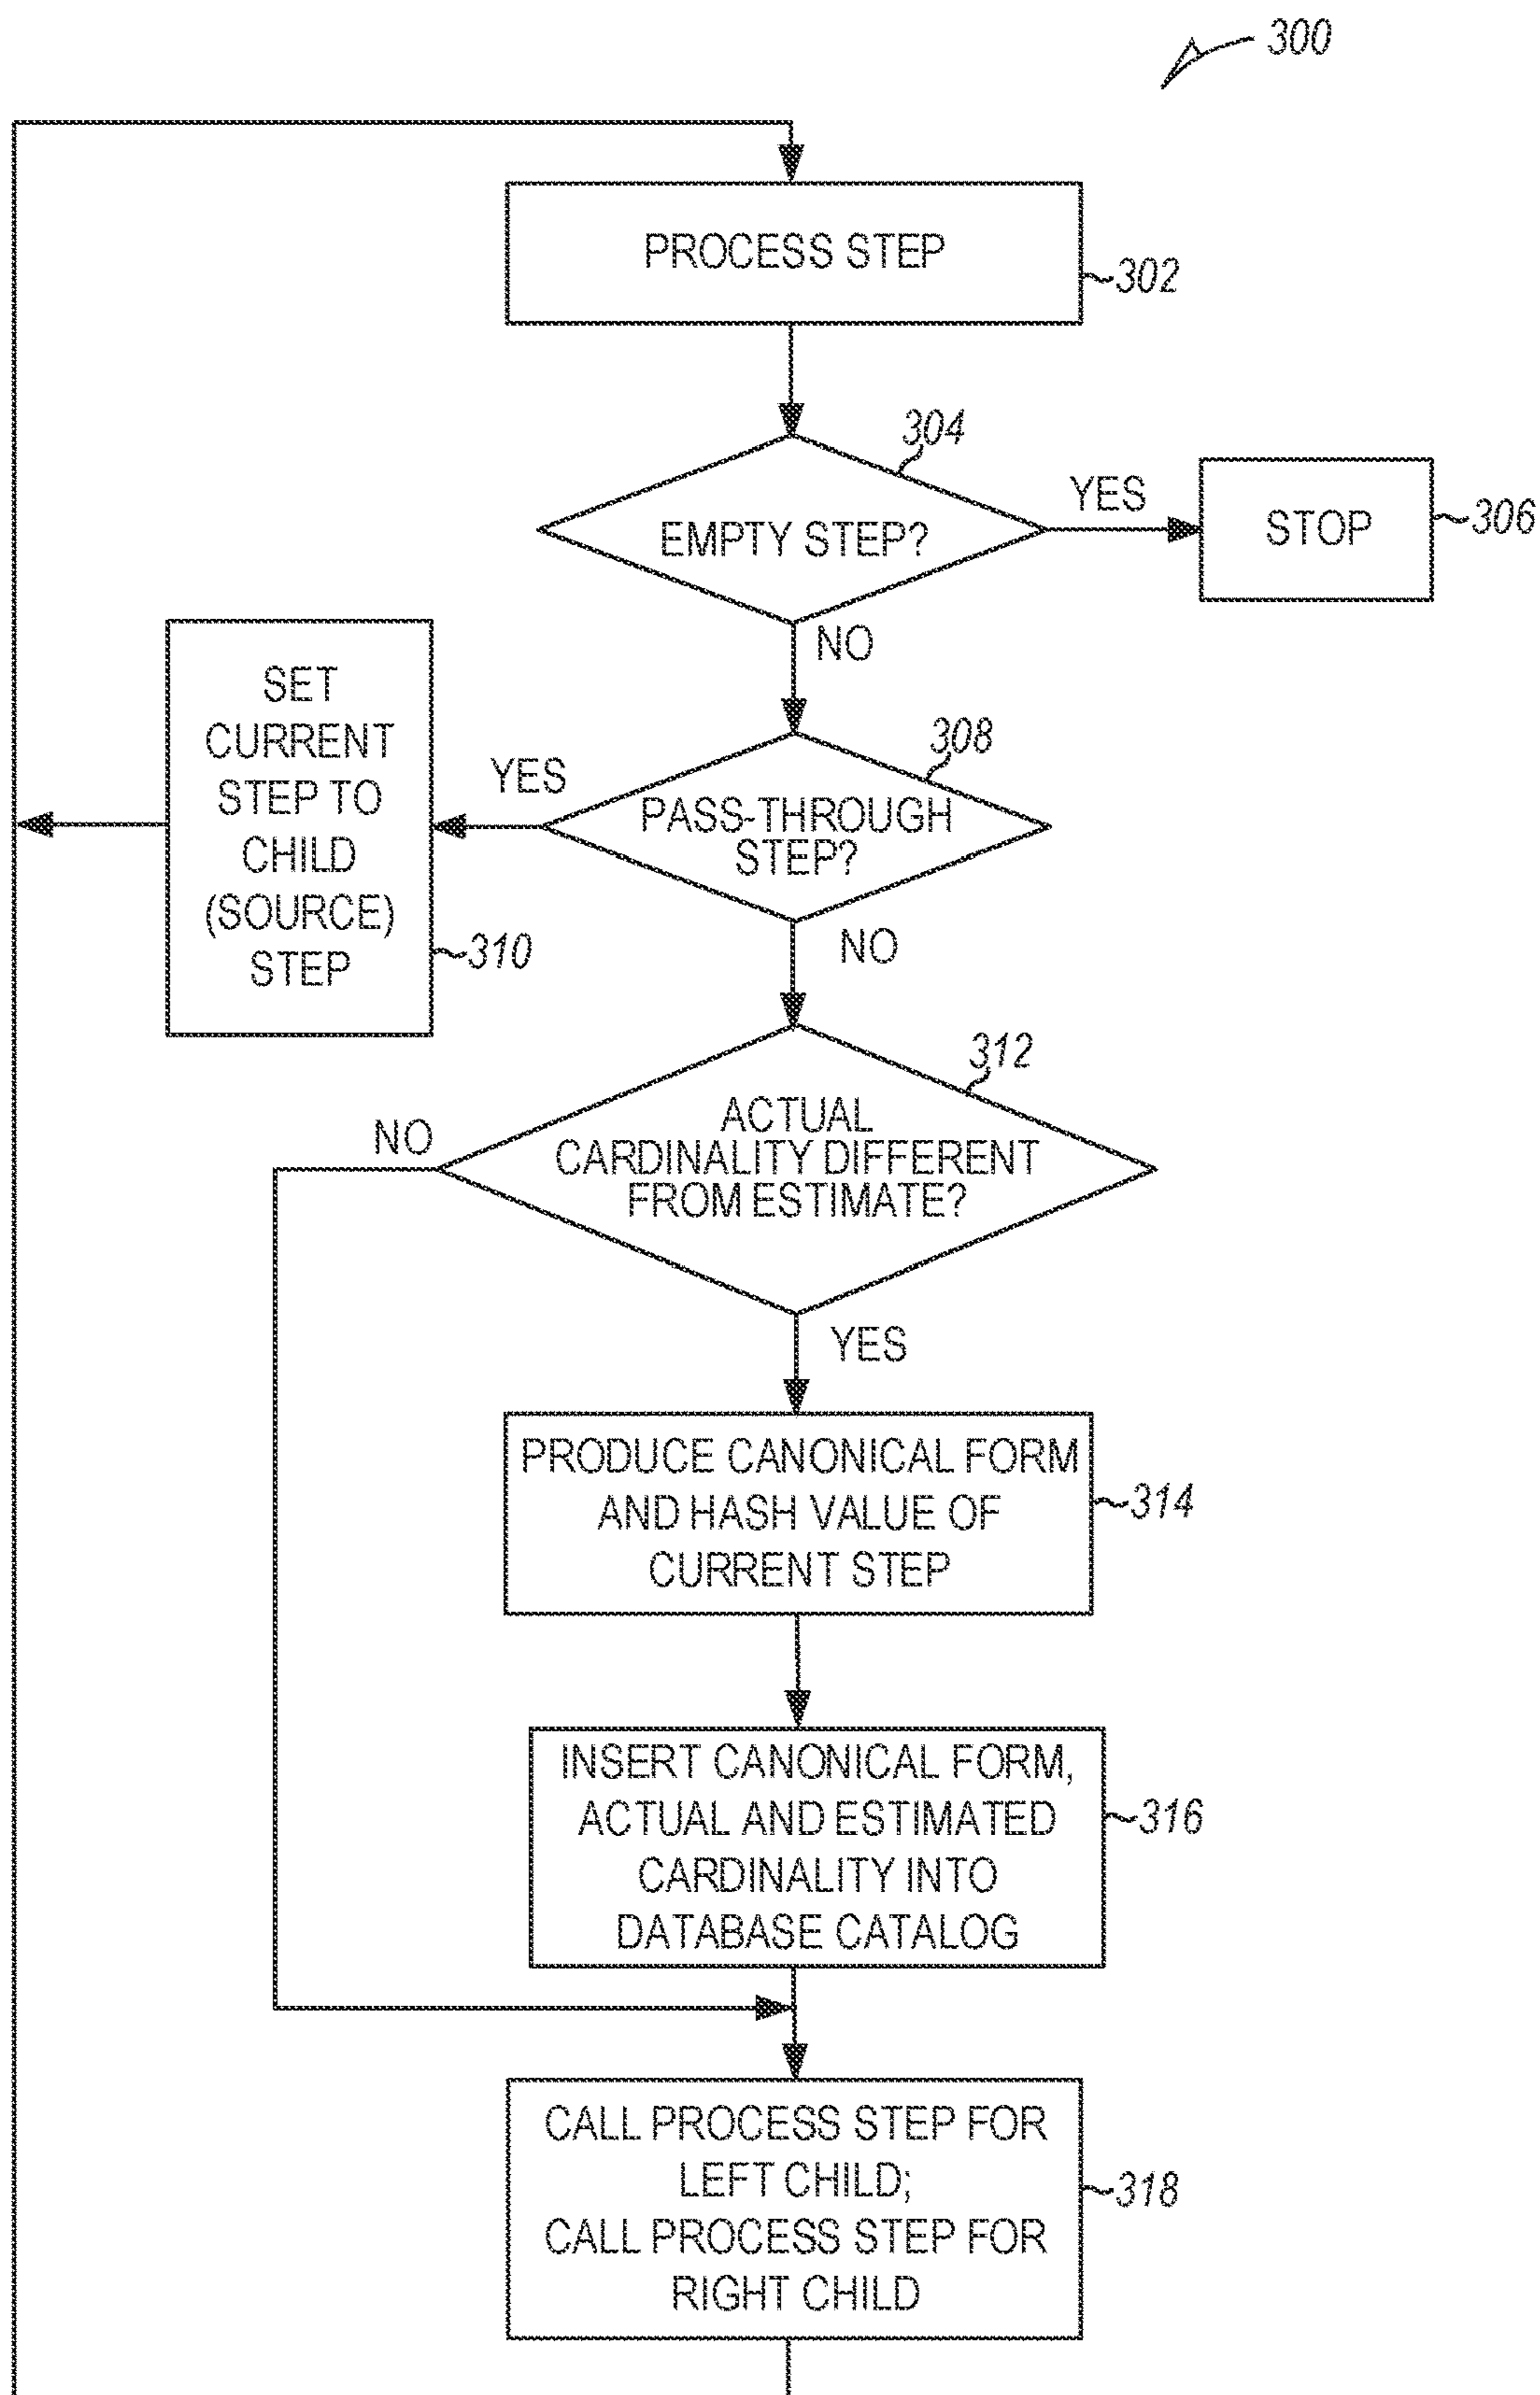 300
PROCESS STEP
302
304
EMPTY STEP?
YES
STOP
306
NO
SET
CURRENT
STEP TO
CHILD
(SOURCE)
STEP
310
YES
308
PASS-THROUGH
STEP?
NO
312
ACTUAL
CARDINALITY DIFFERENT
FROM ESTIMATE?
NO
YES
PRODUCE CANONICAL FORM
AND HASH VALUE OF
CURRENT STEP
314
INSERT CANONICAL FORM,
ACTUAL AND ESTIMATED
CARDINALITY INTO
DATABASE CATALOG
316
CALL PROCESS STEP FOR
LEFT CHILD;
CALL PROCESS STEP FOR
RIGHT CHILD
318